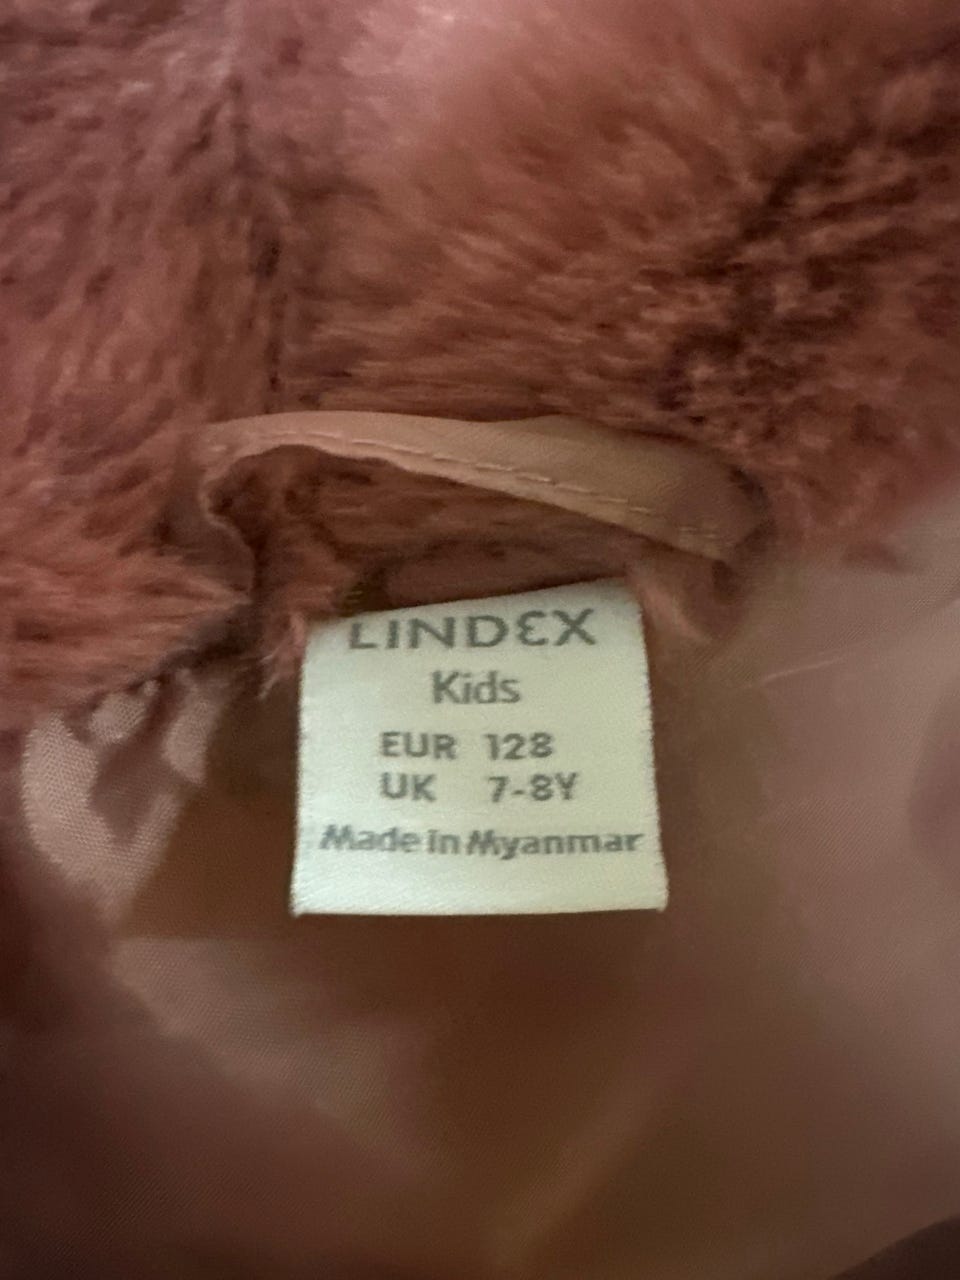 LINDEX
Kids
EUR 128
UK 7-8Y
Made in Myanmar